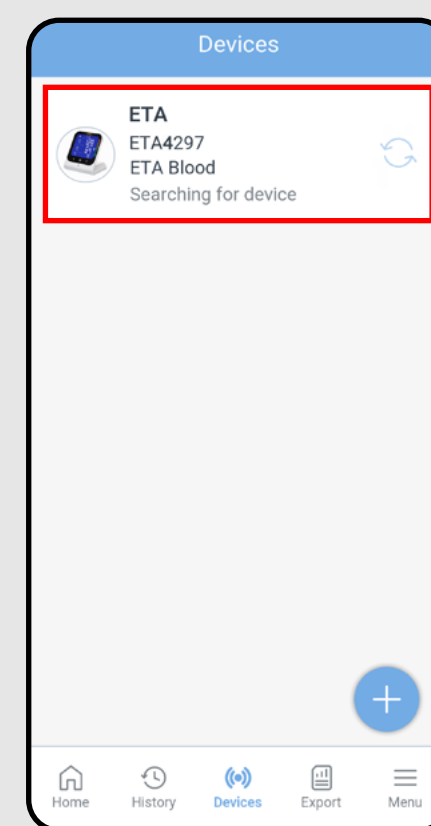 Devices
ETA
ETA4297
ETA Blood
Searching for device
Home History Devices Export Menu